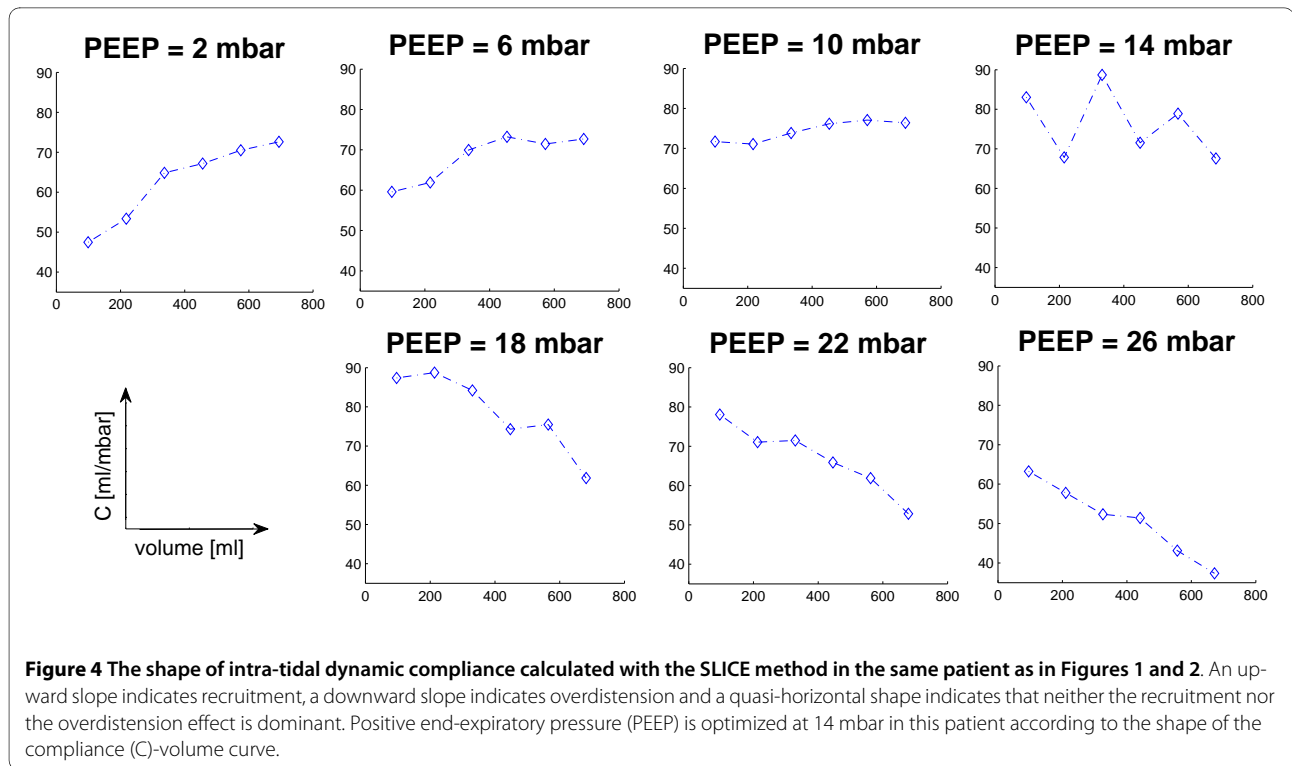 PEEP = 2 mbar
90
80
70
60
50
40
0 200 400 600 800
PEEP = 6 mbar
90
80
70
60
50
40
0 200 400 600 800
PEEP = 10 mbar
90
80
70
60
50
40
0 200 400 600 800
PEEP = 14 mbar
90
80
70
60
50
40
0 200 400 600 800
C [ml/mbar]
volume [ml]
PEEP = 18 mbar
90
80
70
60
50
40
0 200 400 600 800
PEEP = 22 mbar
90
80
70
60
50
40
0 200 400 600 800
PEEP = 26 mbar
90
80
70
60
50
40
0 200 400 600 800
Figure 4 The shape of intra-tidal dynamic compliance calculated with the SLICE method in the same patient as in Figures 1 and 2. An up-
ward slope indicates recruitment, a downward slope indicates overdistension and a quasi-horizontal shape indicates that neither the recruitment nor
the overdistension effect is dominant. Positive end-expiratory pressure (PEEP) is optimized at 14 mbar in this patient according to the shape of the
compliance (C)-volume curve.